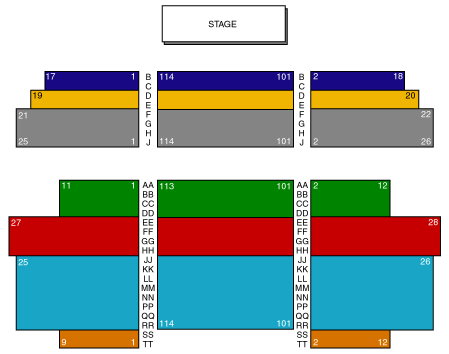 STAGE
17 1 B 114 101 B 2 18
C C
19 D D 20
E E
21 F F 22
G G
H H
25 1 J 114 101 J 2 26
11 1 AA 113 101 AA 2 12
BB BB
CC CC
DD DD
27 EE EE 28
FF FF
GG GG
HH HH
25 JJ JJ 26
KK KK
LL LL
MM MM
NN NN
PP PP
QQ QQ
RR 114 101 RR
SS SS
9 1 TT TT 2 12